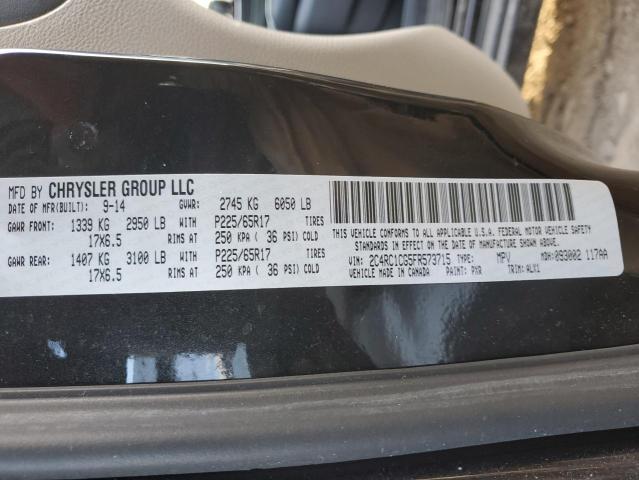 MFD BY CHRYSLER GROUP LLC
DATE OF MFR(BUILT): 9-14 GVWR: 2745 KG 6050 LB
GAWR FRONT: 1339 KG 2950 LB WITH P225/65R17 TIRES
17X6.5 RIMS AT 250 KPA ( 36 PSI) COLD
GAWR REAR: 1407 KG 3100 LB WITH P225/65R17 TIRES
17X6.5 RIMS AT 250 KPA ( 36 PSI) COLD
THIS VEHICLE CONFORMS TO ALL APPLICABLE U.S.A. FEDERAL MOTOR VEHICLE SAFETY
STANDARDS IN EFFECT ON THE DATE OF MANUFACTURE SHOWN ABOVE.
VIN: 2C4RC1CG5FR573715 TYPE: MPV MDH: 093002 117AA
VEHICLE MADE IN CANADA PAINT: PXR TRIM: ALX1